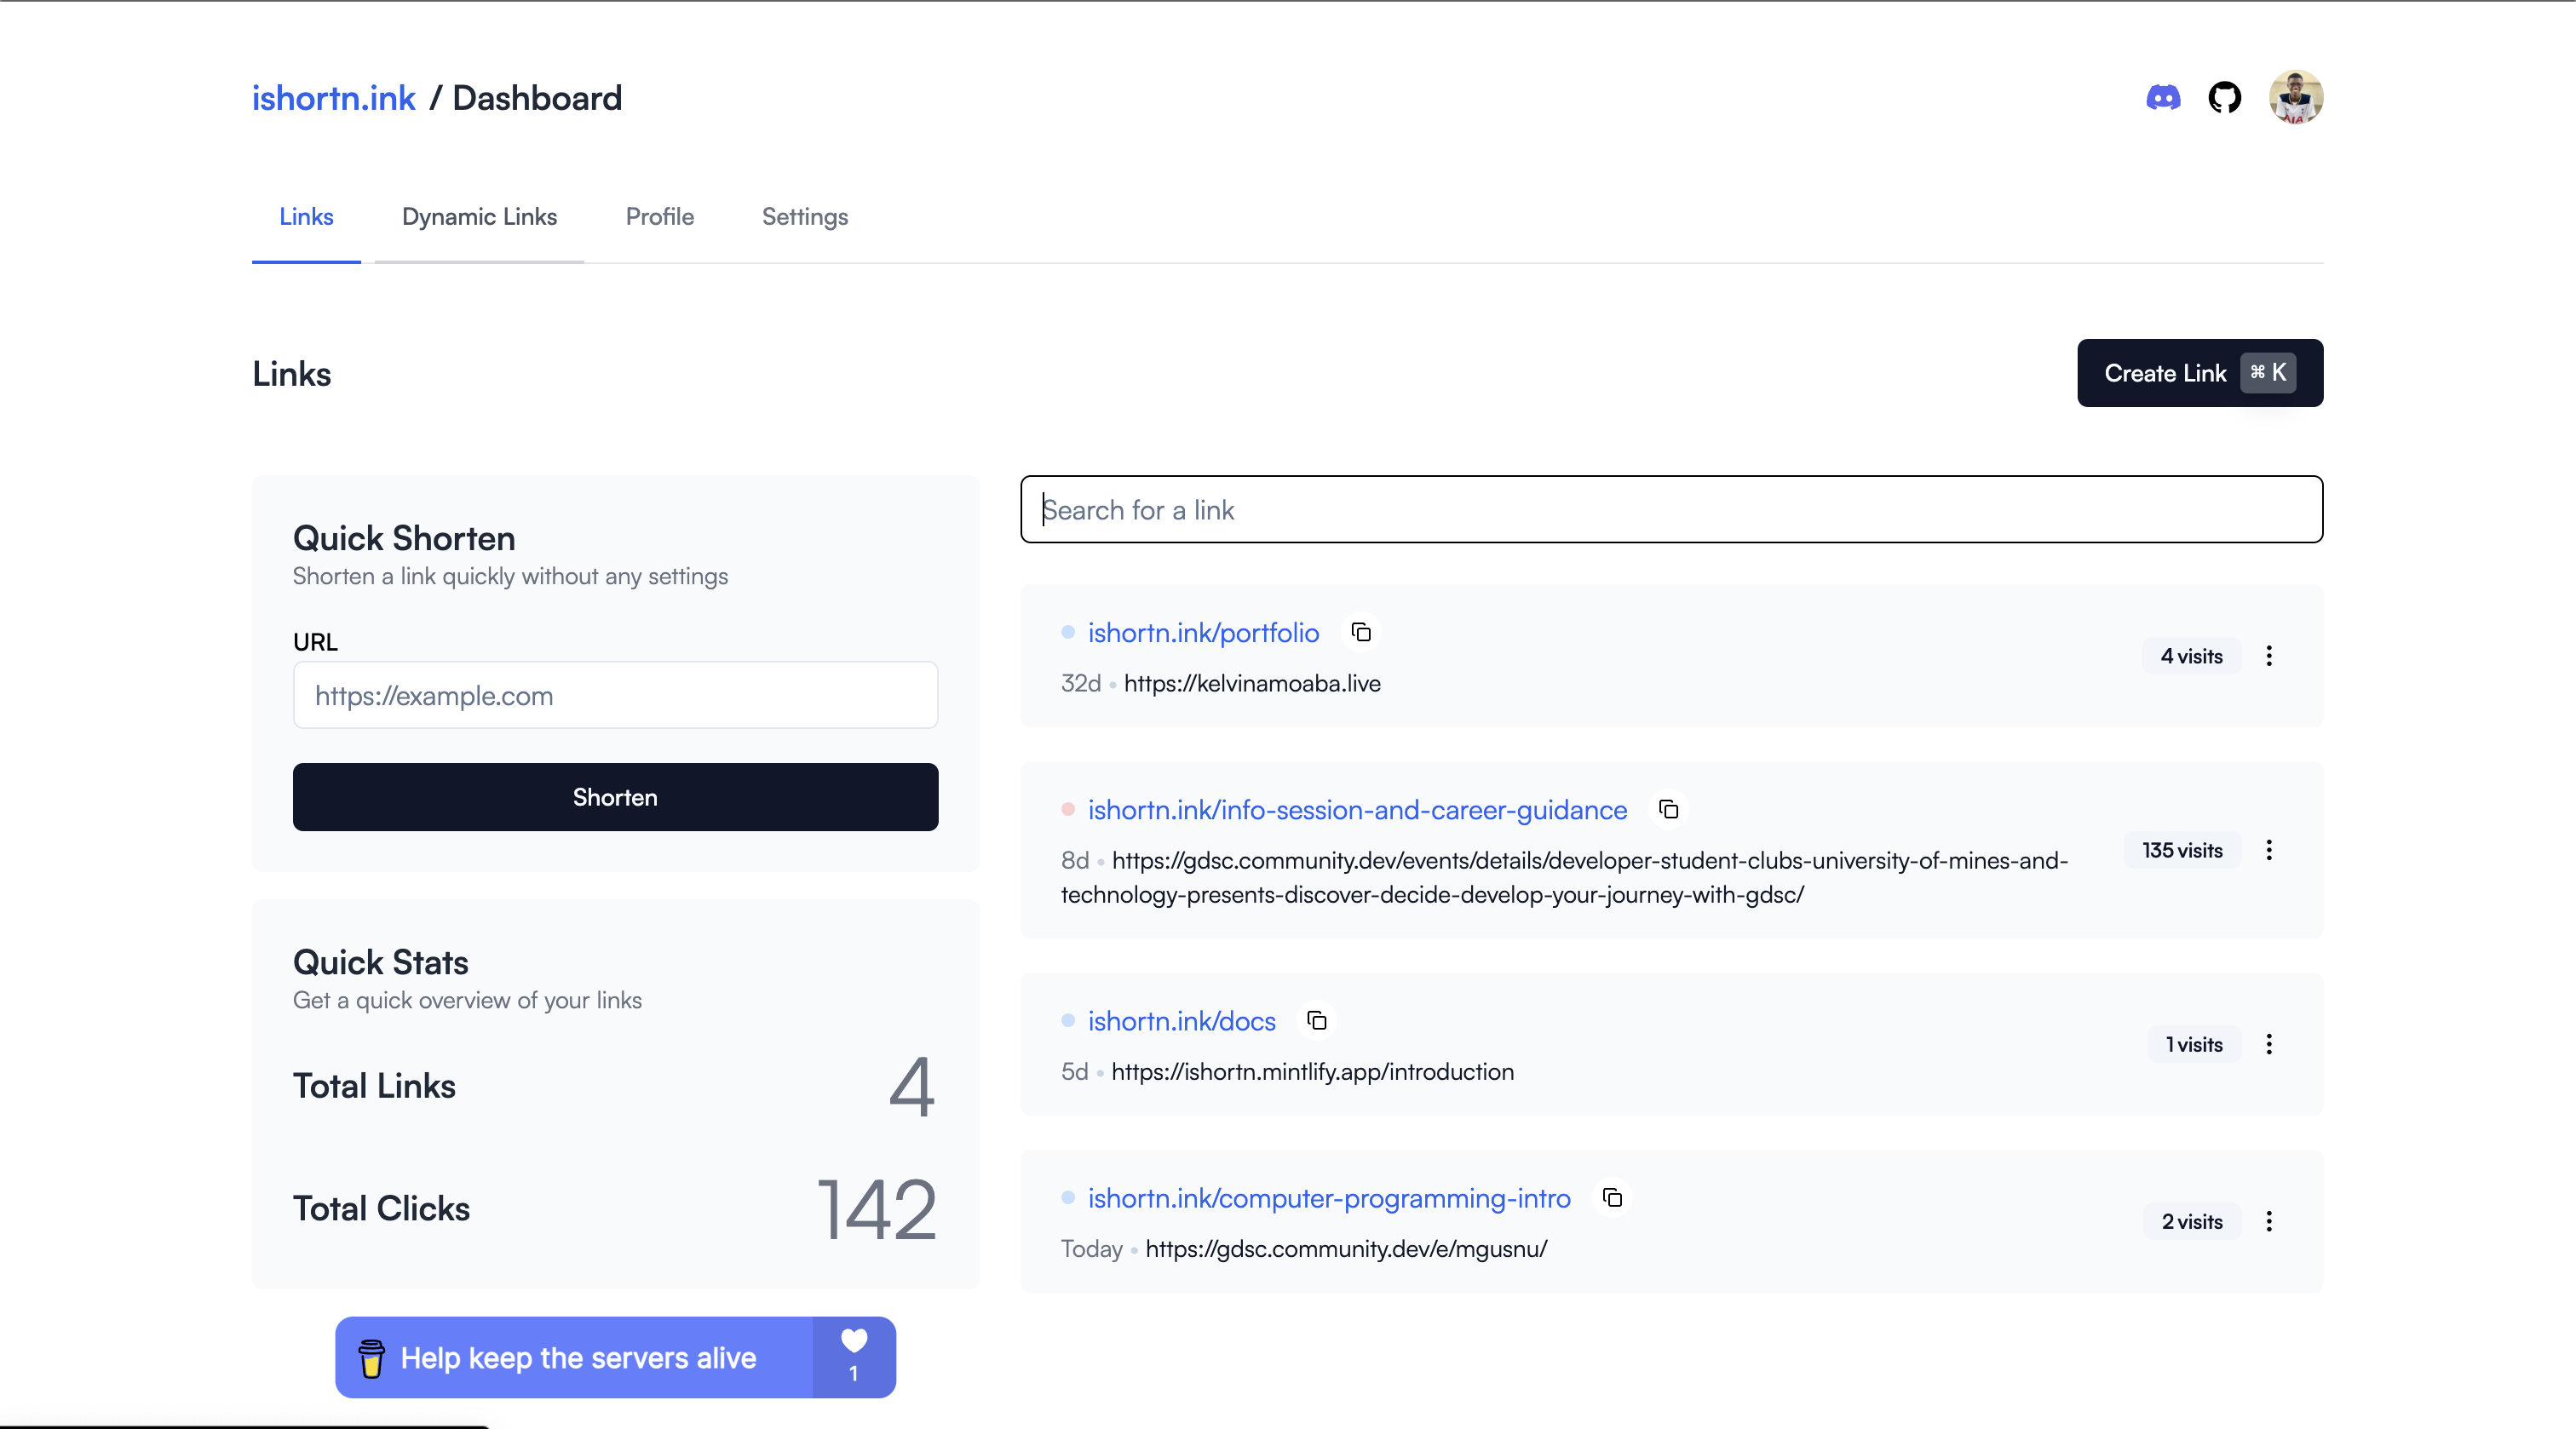 ishortn.ink / Dashboard
Links Dynamic Links Profile Settings
Links
Create Link ⌘ K
Quick Shorten
Shorten a link quickly without any settings
URL
https://example.com
Shorten
Quick Stats
Get a quick overview of your links
Total Links 4
Total Clicks 142
Help keep the servers alive 1
Search for a link
ishortn.ink/portfolio
32d • https://kelvinamoaba.live
4 visits
ishortn.ink/info-session-and-career-guidance
8d • https://gdsc.community.dev/events/details/developer-student-clubs-university-of-mines-and-
technology-presents-discover-decide-develop-your-journey-with-gdsc/
135 visits
ishortn.ink/docs
5d • https://ishortn.mintlify.app/introduction
1 visits
ishortn.ink/computer-programming-intro
Today • https://gdsc.community.dev/e/mgusnu/
2 visits